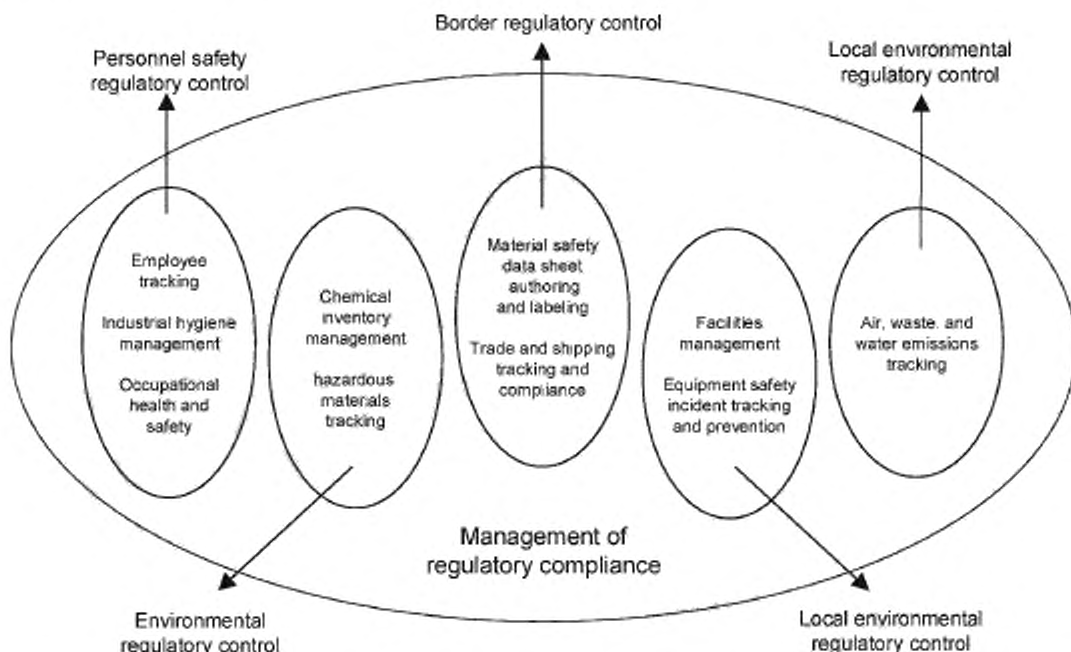 Border regulatory control
Personnel safety
regulatory control
Local environmental
regulatory control
Employee
tracking
Industrial hygiene
management
Occupational
health and
safety
Chemical
inventory
management
hazardous
materials
tracking
Material safety
data sheet
authoring
and labeling
Trade and shipping
tracking and
compliance
Facilities
management
Equipment safety
incident tracking
and prevention
Air, waste. and
water emissions
tracking
Management of
regulatory compliance
Environmental
regulatory control
Local environmental
regulatory control